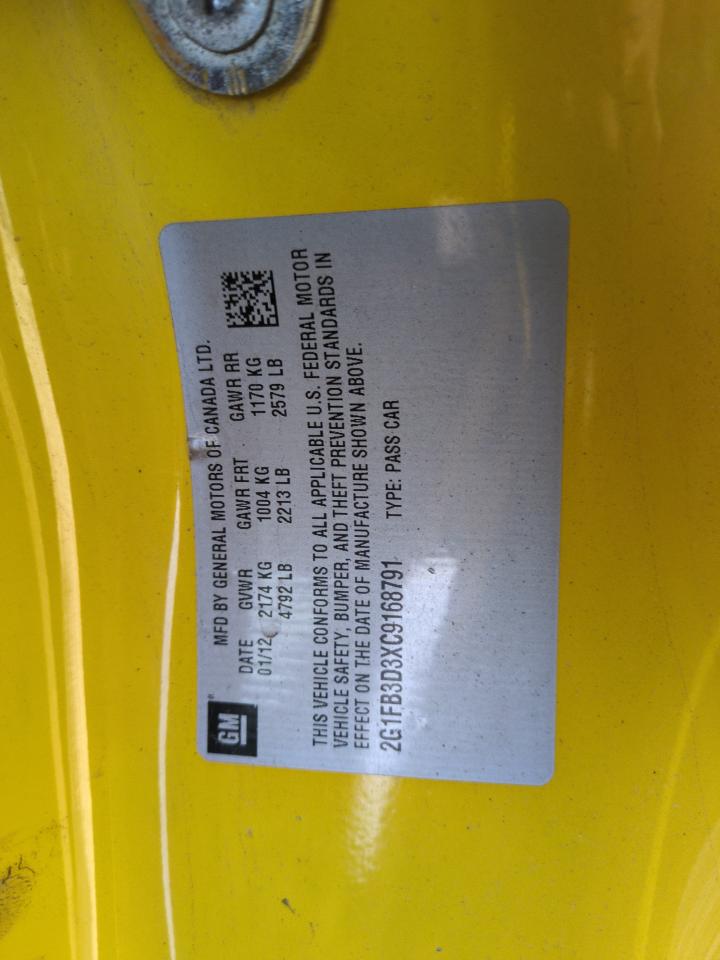 GM®
MFD BY GENERAL MOTORS OF CANADA LTD.
DATE GVWR GAWR FRT GAWR RR
01/12 2174 KG 1004 KG 1170 KG
4792 LB 2213 LB 2579 LB
THIS VEHICLE CONFORMS TO ALL APPLICABLE U.S. FEDERAL MOTOR
VEHICLE SAFETY, BUMPER, AND THEFT PREVENTION STANDARDS IN
EFFECT ON THE DATE OF MANUFACTURE SHOWN ABOVE.
2G1FB3D3XC9168791 TYPE: PASS CAR